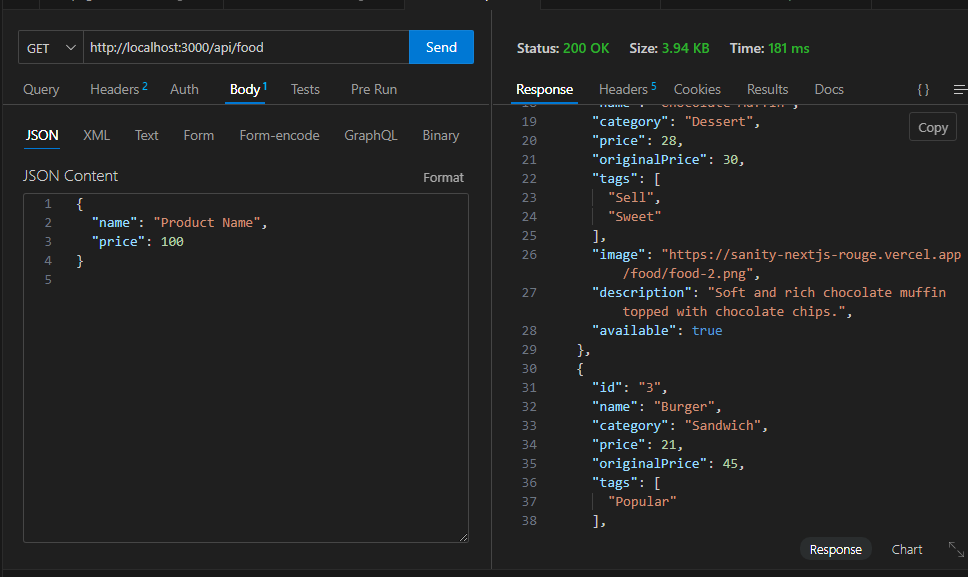 GET http://localhost:3000/api/food Send
Query Headers 2 Auth Body 1 Tests Pre Run
JSON XML Text Form Form-encode GraphQL Binary
JSON Content Format
1 {
2 "name": "Product Name",
3 "price": 100
4 }
5
Status: 200 OK Size: 3.94 KB Time: 181 ms
Response Headers 5 Cookies Results Docs { }
Copy
19 "category": "Dessert",
20 "price": 28,
21 "originalPrice": 30,
22 "tags": [
23 "Sell",
24 "Sweet"
25 ],
26 "image": "https://sanity-nextjs-rouge.vercel.app
/food/food-2.png",
27 "description": "Soft and rich chocolate muffin
topped with chocolate chips.",
28 "available": true
29 },
30 {
31 "id": "3",
32 "name": "Burger",
33 "category": "Sandwich",
34 "price": 21,
35 "originalPrice": 45,
36 "tags": [
37 "Popular"
38 ],
Response Chart